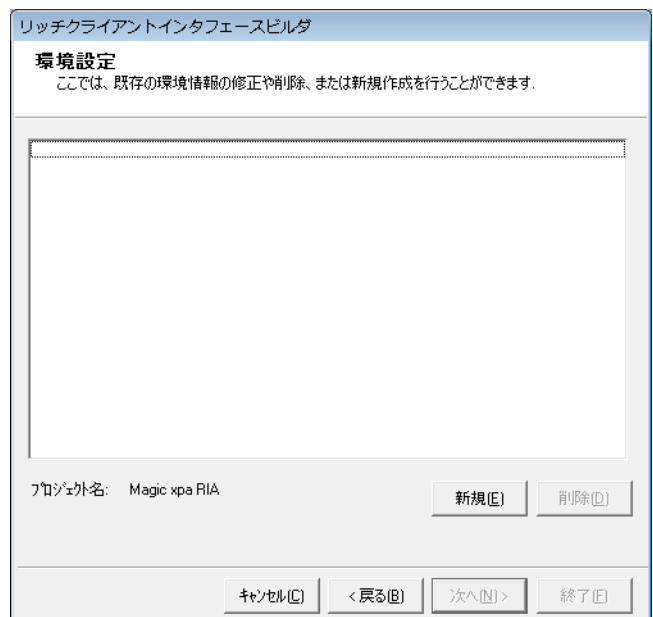 リッチクライアントインタフェースビルダ
環境設定
ここでは、既存の環境情報の修正や削除、または新規作成を行うことができます.
ﾌﾟﾛｼﾞｪｸﾄ名: Magic xpa RIA
新規(E) 削除(D)
ｷｬﾝｾﾙ(C) < 戻る(B) 次へ(N) > 終了(F)